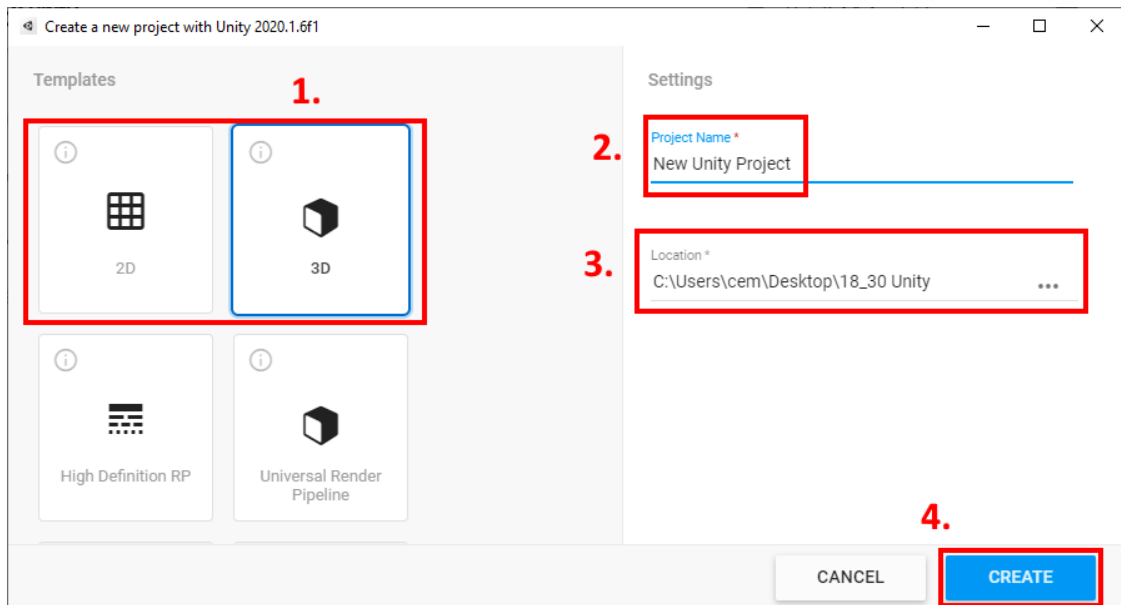 Create a new project with Unity 2020.1.6f1
Templates
1.
2D
3D
High Definition RP
Universal Render
Pipeline
Settings
2.
Project Name *
New Unity Project
3.
Location *
C:\Users\cem\Desktop\18_30 Unity
4.
CANCEL
CREATE